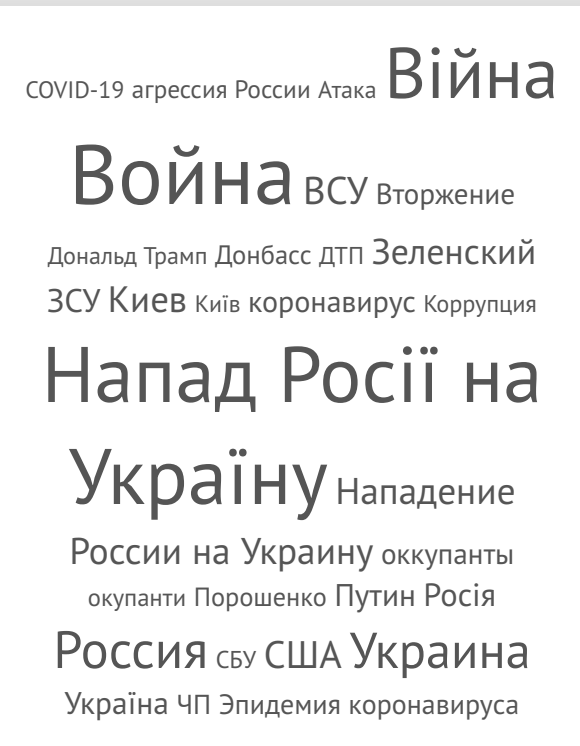 COVID-19 агрессия России Атака Війна
Война ВСУ Вторжение
Дональд Трамп Донбасс ДТП Зеленский
ЗСУ Киев Київ коронавирус Коррупция
Напад Росії на
Україну Нападение
России на Украину оккупанты
окупанти Порошенко Путин Росія
Россия СБУ США Украина
Україна ЧП Эпидемия коронавируса